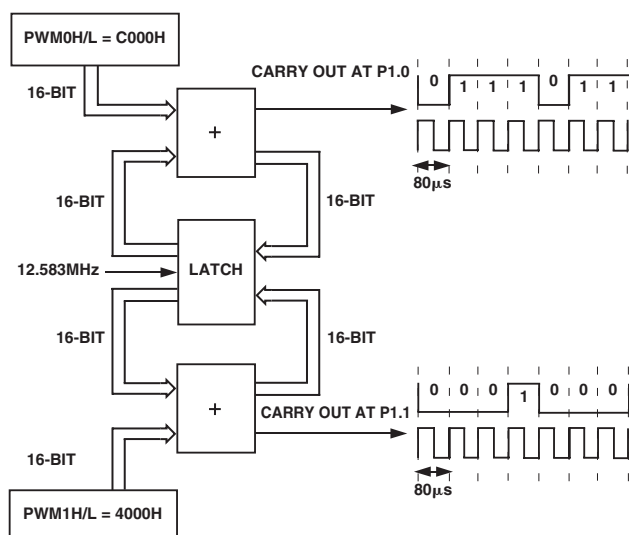 PWM0H/L = C000H
16-BIT
CARRY OUT AT P1.0
0 1 1 1 0 1 1
+
80µs
16-BIT
16-BIT
12.583MHz
LATCH
16-BIT
16-BIT
0 0 0 1 0 0 0
+
CARRY OUT AT P1.1
16-BIT
80µs
PWM1H/L = 4000H